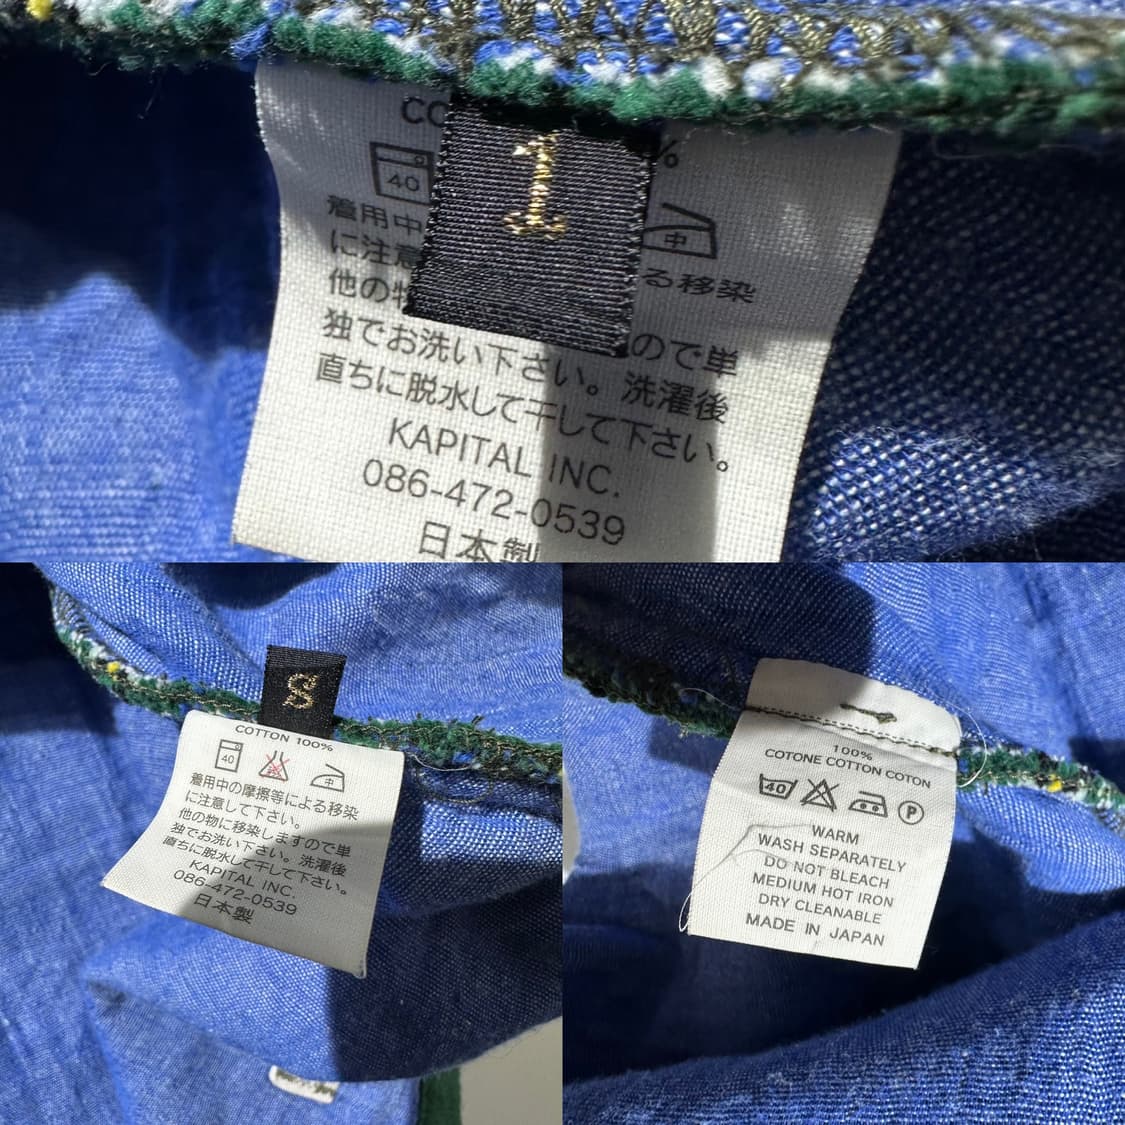 CO
%
1
40
中
着用中
に注意
る移染
他の物
ので単
独でお洗い下さい。洗濯後
直ちに脱水して干して下さい。
KAPITAL INC.
086-472-0539
日本製
S
COTTON 100%
40
中
着用中の摩擦等による移染
に注意して下さい。
他の物に移染しますので単
独でお洗い下さい。洗濯後
直ちに脱水して干して下さい。
KAPITAL INC.
086-472-0539
日本製
100%
COTONE COTTON COTON
40
P
WARM
WASH SEPARATELY
DO NOT BLEACH
MEDIUM HOT IRON
DRY CLEANABLE
MADE IN JAPAN